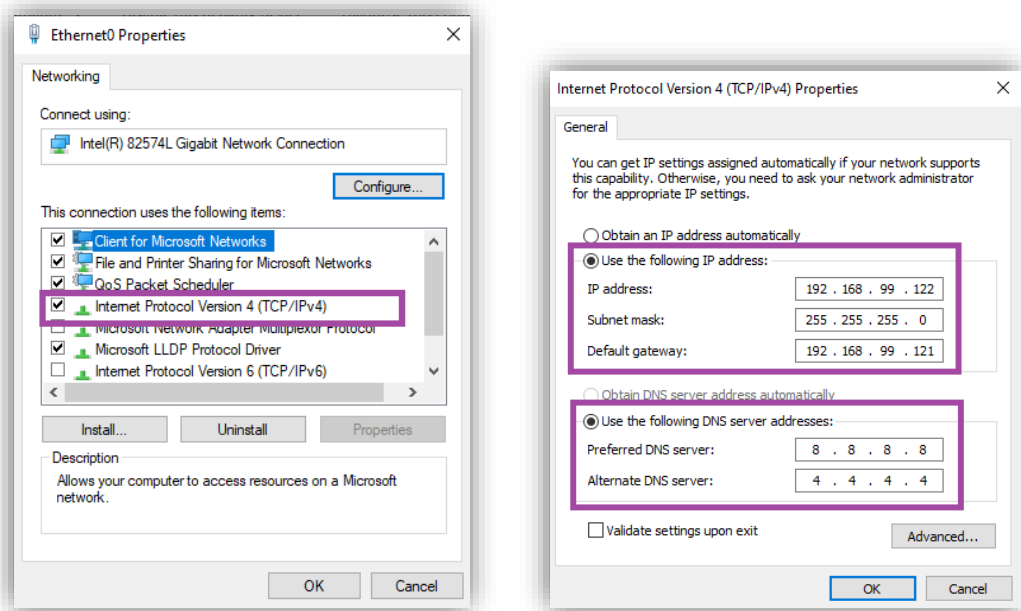 Ethernet0 Properties
Networking
Connect using:
Intel(R) 82574L Gigabit Network Connection
Configure...
This connection uses the following items:
Client for Microsoft Networks
File and Printer Sharing for Microsoft Networks
QoS Packet Scheduler
Internet Protocol Version 4 (TCP/IPv4)
Microsoft Network Adapter Multiplexor Protocol
Microsoft LLDP Protocol Driver
Internet Protocol Version 6 (TCP/IPv6)
Install...
Uninstall
Properties
Description
Allows your computer to access resources on a Microsoft
network.
OK
Cancel
Internet Protocol Version 4 (TCP/IPv4) Properties
General
You can get IP settings assigned automatically if your network supports
this capability. Otherwise, you need to ask your network administrator
for the appropriate IP settings.
Obtain an IP address automatically
Use the following IP address:
IP address: 192 . 168 . 99 . 122
Subnet mask: 255 . 255 . 255 . 0
Default gateway: 192 . 168 . 99 . 121
Obtain DNS server address automatically
Use the following DNS server addresses:
Preferred DNS server: 8 . 8 . 8 . 8
Alternate DNS server: 4 . 4 . 4 . 4
Validate settings upon exit
Advanced...
OK
Cancel